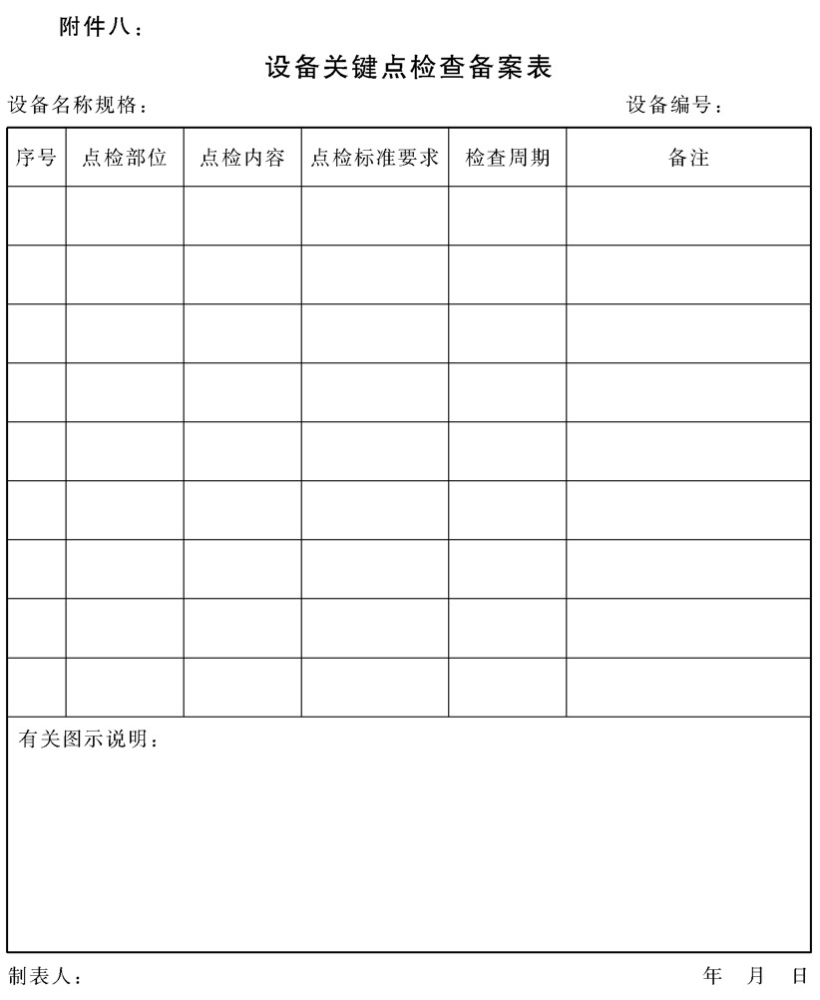 附件八：
设备关键点检查备案表
设备名称规格： 设备编号：
序号 点检部位 点检内容 点检标准要求 检查周期 备注
有关图示说明：
制表人： 年 月 日